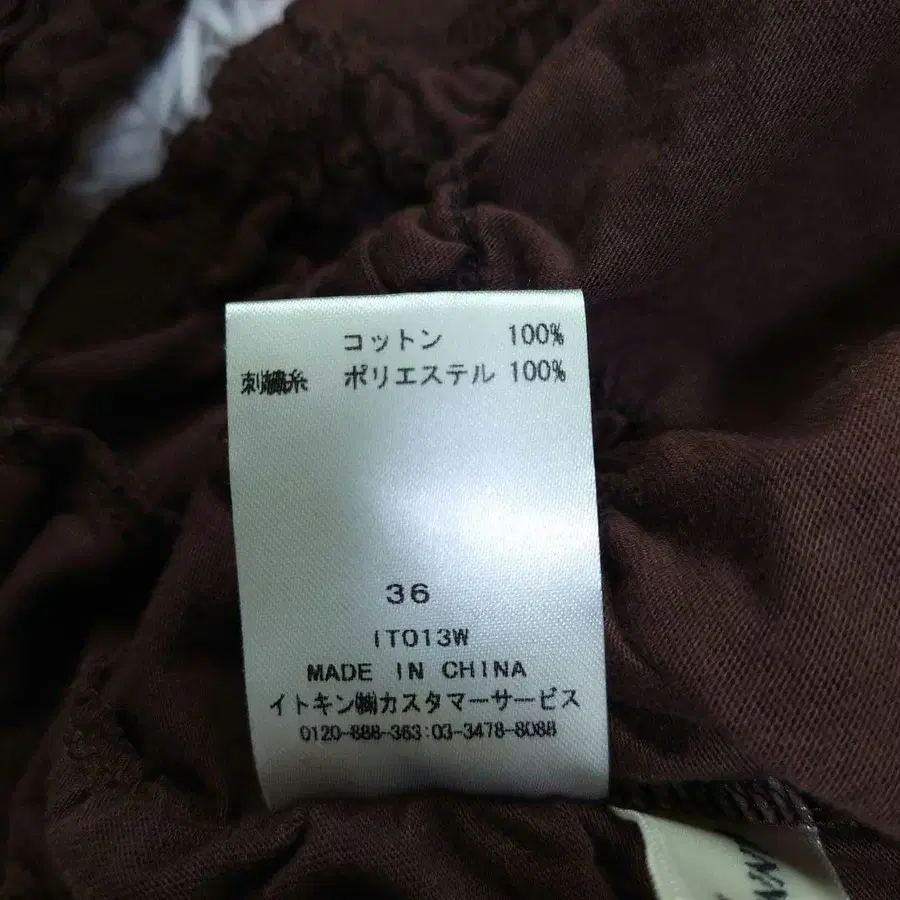 コットン 100%
刺繍糸 ポリエステル 100%
36
IT013W
MADE IN CHINA
イトキン㈱カスタマーサービス
0120-888-363:03-3478-8088